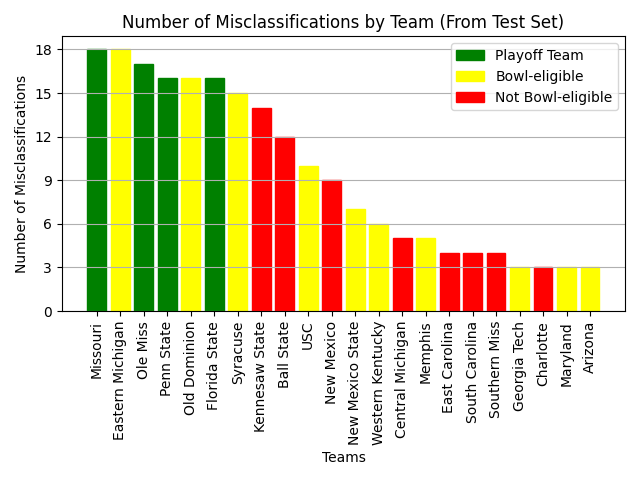 Number of Misclassifications by Team (From Test Set)
Playoff Team
Bowl-eligible
Not Bowl-eligible
Number of Misclassifications
18
15
12
9
6
3
0
Missouri
Eastern Michigan
Ole Miss
Penn State
Old Dominion
Florida State
Syracuse
Kennesaw State
Ball State
USC
New Mexico
New Mexico State
Western Kentucky
Central Michigan
Memphis
East Carolina
South Carolina
Southern Miss
Georgia Tech
Charlotte
Maryland
Arizona
Teams